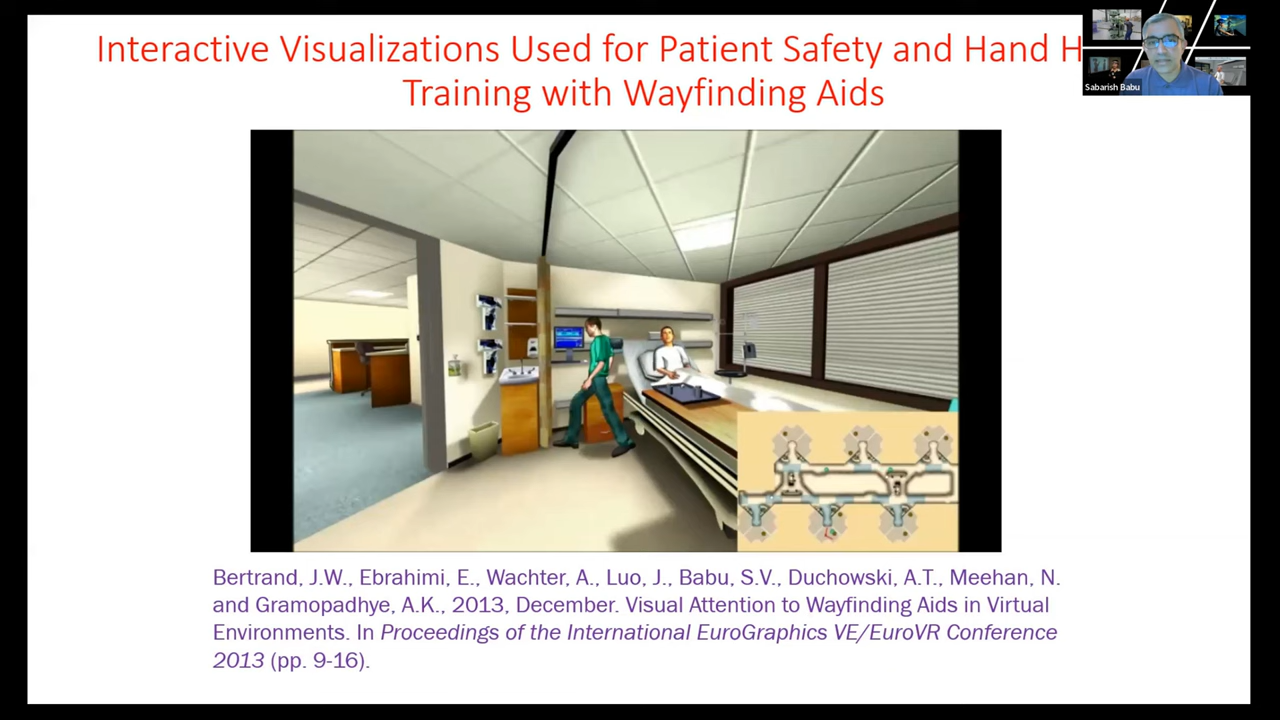 Interactive Visualizations Used for Patient Safety and Hand H
Training with Wayfinding Aids
Sabarish Babu
Bertrand, J.W., Ebrahimi, E., Wachter, A., Luo, J., Babu, S.V., Duchowski, A.T., Meehan, N.
and Gramopadhye, A.K., 2013, December. Visual Attention to Wayfinding Aids in Virtual
Environments. In Proceedings of the International EuroGraphics VE/EuroVR Conference
2013 (pp. 9-16).